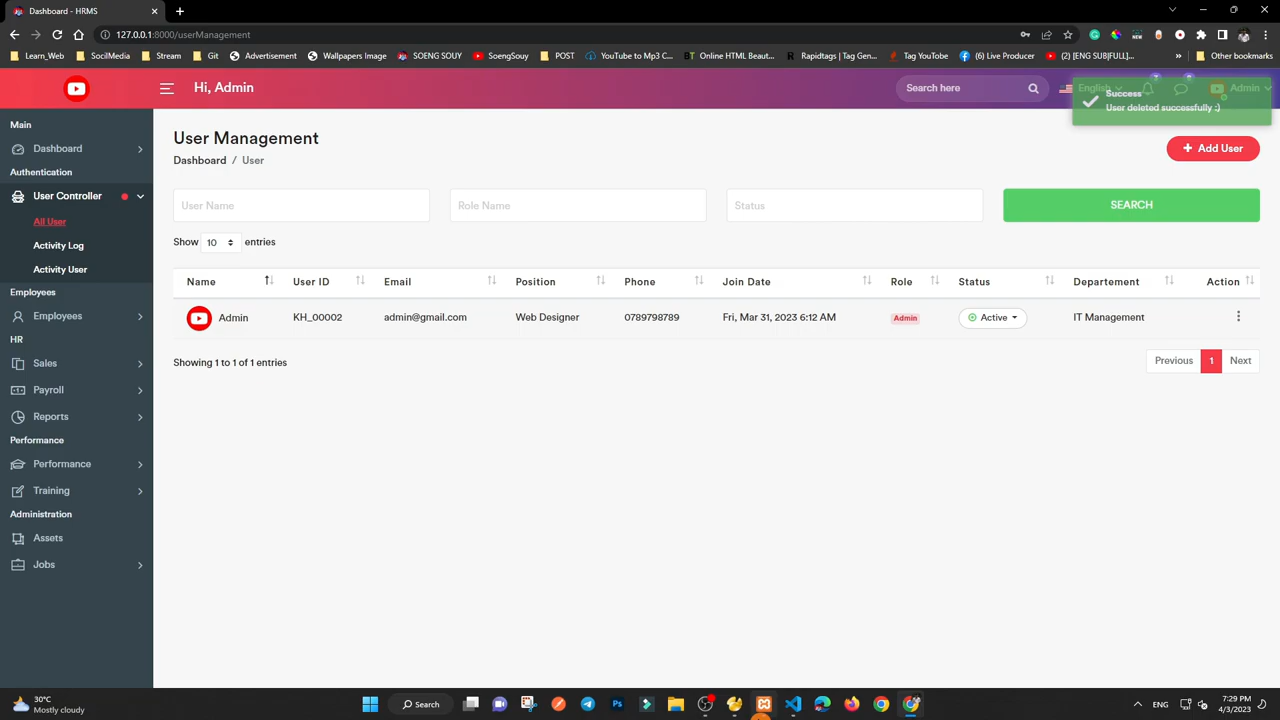 Dashboard - HRMS
127.0.0.1:8000/userManagement
Learn_Web
SocilMedia
Stream
Git
Advertisement
Wallpapers Image
SOENG SOUY
SoengSouy
POST
YouTube to Mp3 C...
Online HTML Beaut...
Rapidtags | Tag Gen...
Tag YouTube
(6) Live Producer
(2) [ENG SUB[FULL]...
»
Other bookmarks
Hi, Admin
Search here
English
Admin
Success
User deleted successfully :)
Main
Dashboard
Authentication
User Controller
All User
Activity Log
Activity User
Employees
Employees
HR
Sales
Payroll
Reports
Performance
Performance
Training
Administration
Assets
Jobs
User Management
Dashboard / User
+ Add User
User Name
Role Name
Status
SEARCH
Show 10 entries
Name User ID Email Position Phone Join Date Role Status Departement Action
Admin KH_00002 admin@gmail.com Web Designer 0789798789 Fri, Mar 31, 2023 6:12 AM Admin Active IT Management
Showing 1 to 1 of 1 entries
Previous 1 Next
30°C
Mostly cloudy
Search
ENG
7:29 PM
4/3/2023